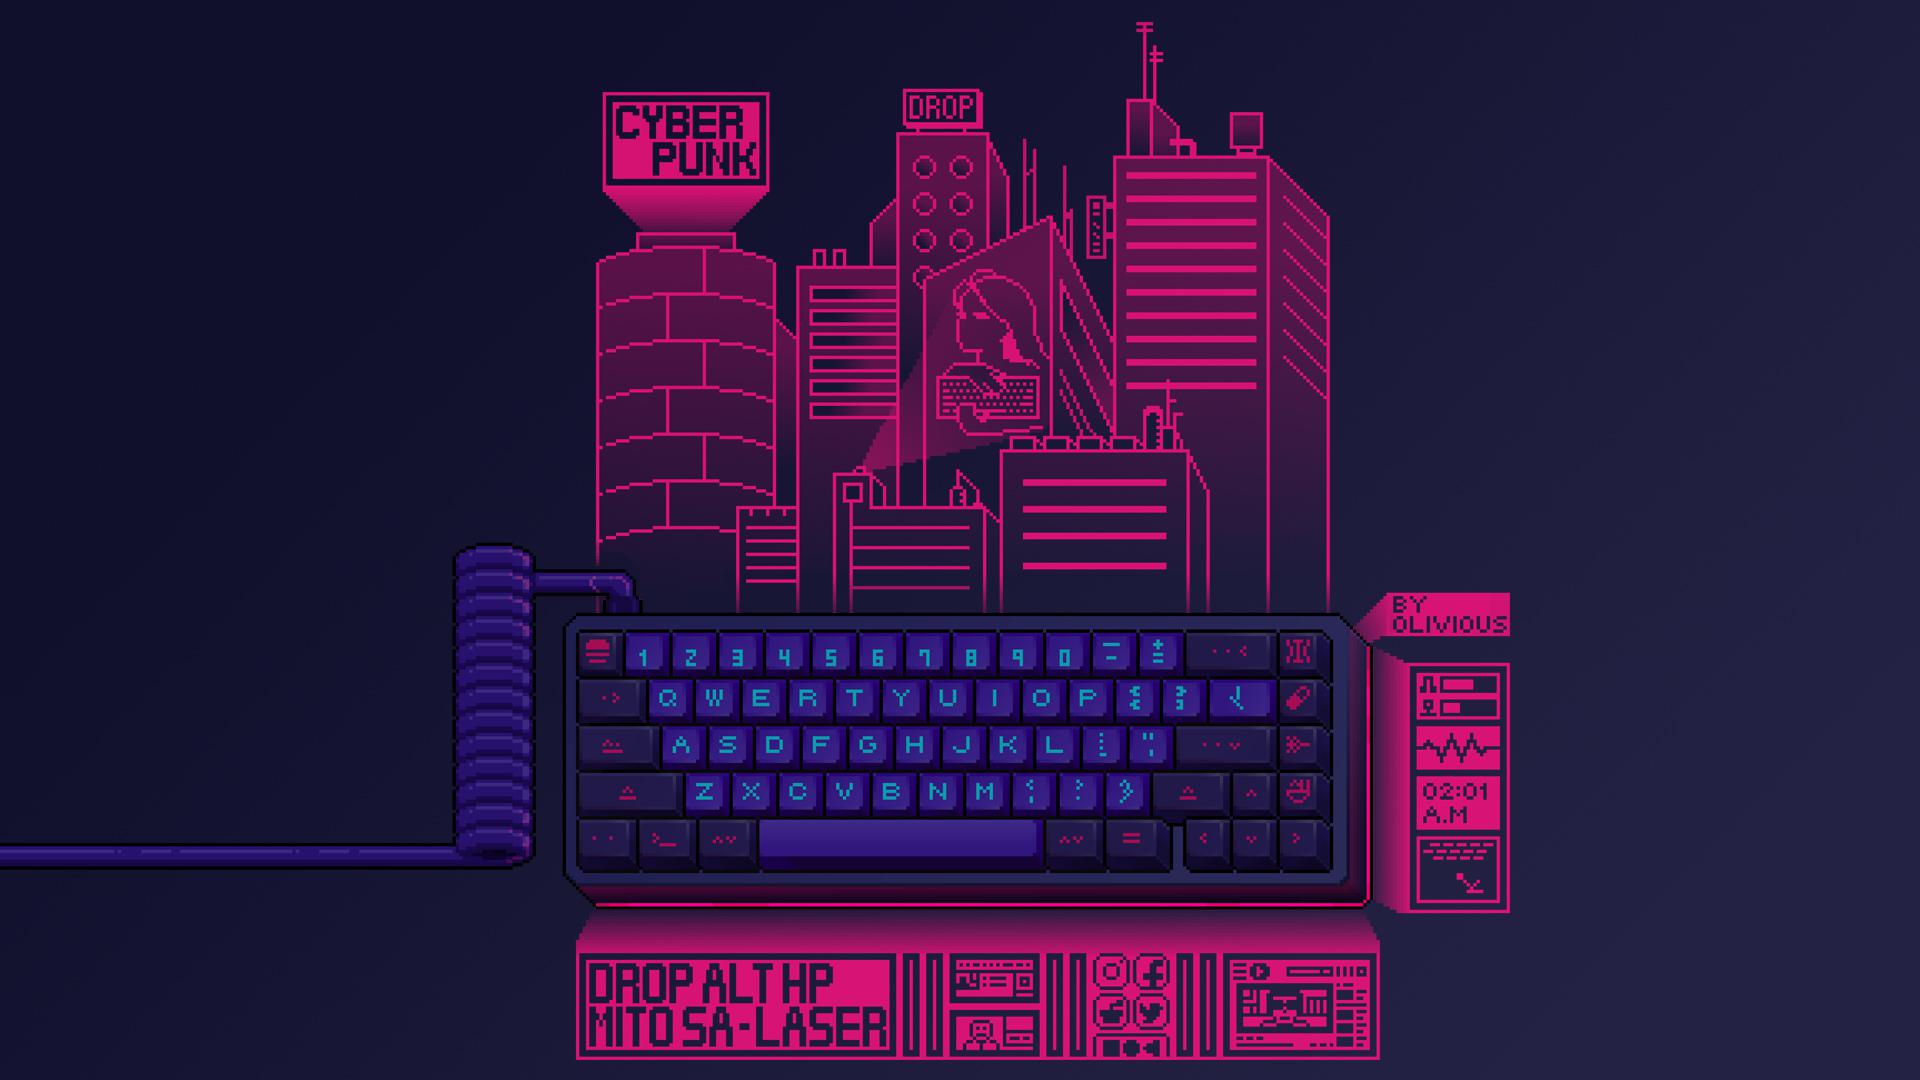 CYBER
PUNK
DROP
BY
OLIVIOUS
1 2 3 4 5 6 7 8 9 0
Q W E R T Y U I O P
A S D F G H J K L
Z X C V B N M
02:01
A.M
DROP ALT HP
MITO SA-LASER